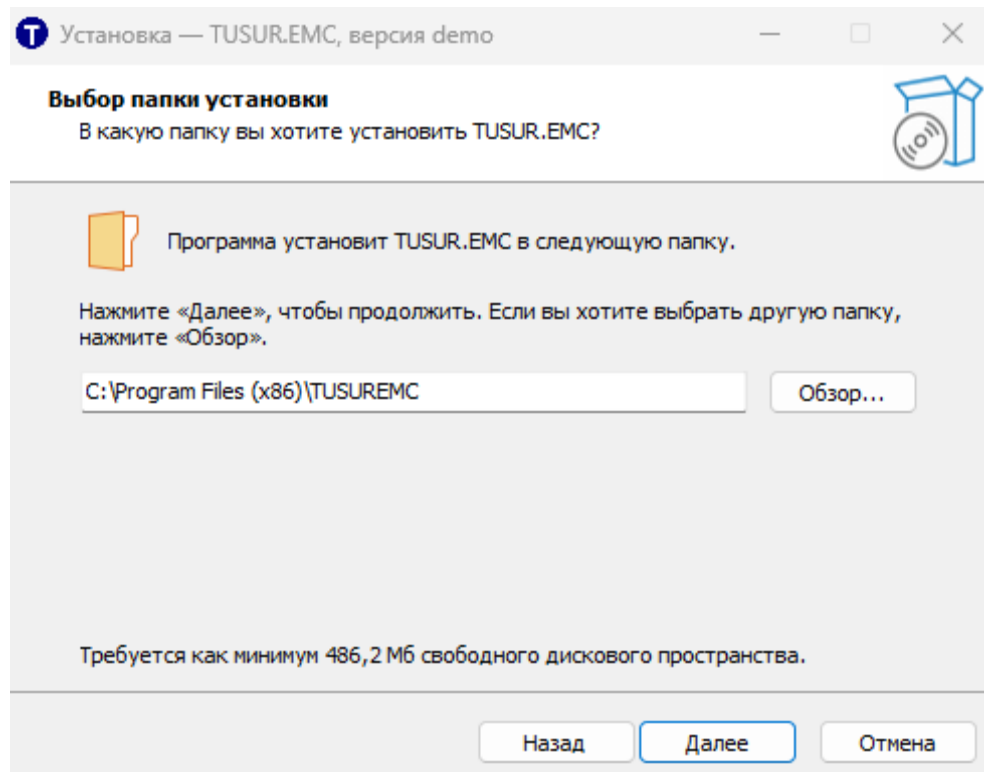 T Установка — TUSUR.EMC, версия demo
Выбор папки установки
В какую папку вы хотите установить TUSUR.EMC?
Программа установит TUSUR.EMC в следующую папку.
Нажмите «Далее», чтобы продолжить. Если вы хотите выбрать другую папку,
нажмите «Обзор».
C:\Program Files (x86)\TUSUREMC
Обзор...
Требуется как минимум 486,2 Мб свободного дискового пространства.
Назад Далее Отмена